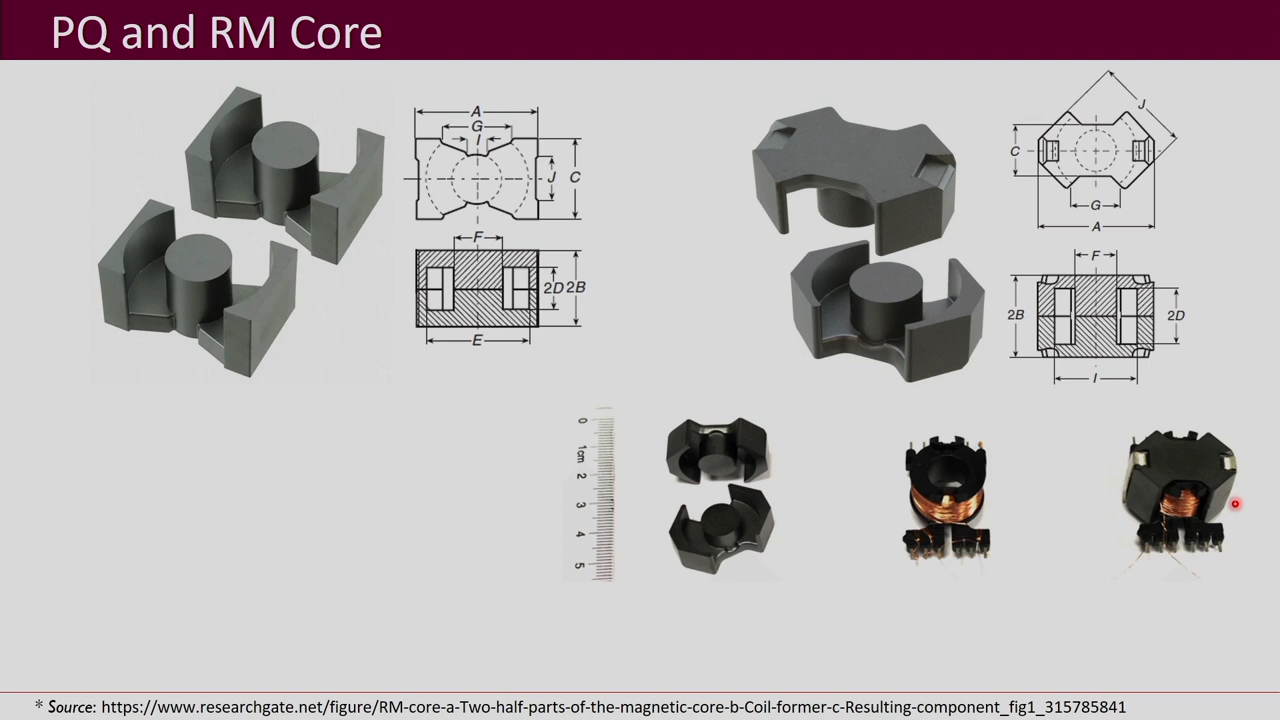 PQ and RM Core
A
G
I
J
C
F
2D
2B
E
J
C
G
A
F
2B
2D
I
0
1cm
2
3
4
5
* Source: https://www.researchgate.net/figure/RM-core-a-Two-half-parts-of-the-magnetic-core-b-Coil-former-c-Resulting-component_fig1_315785841